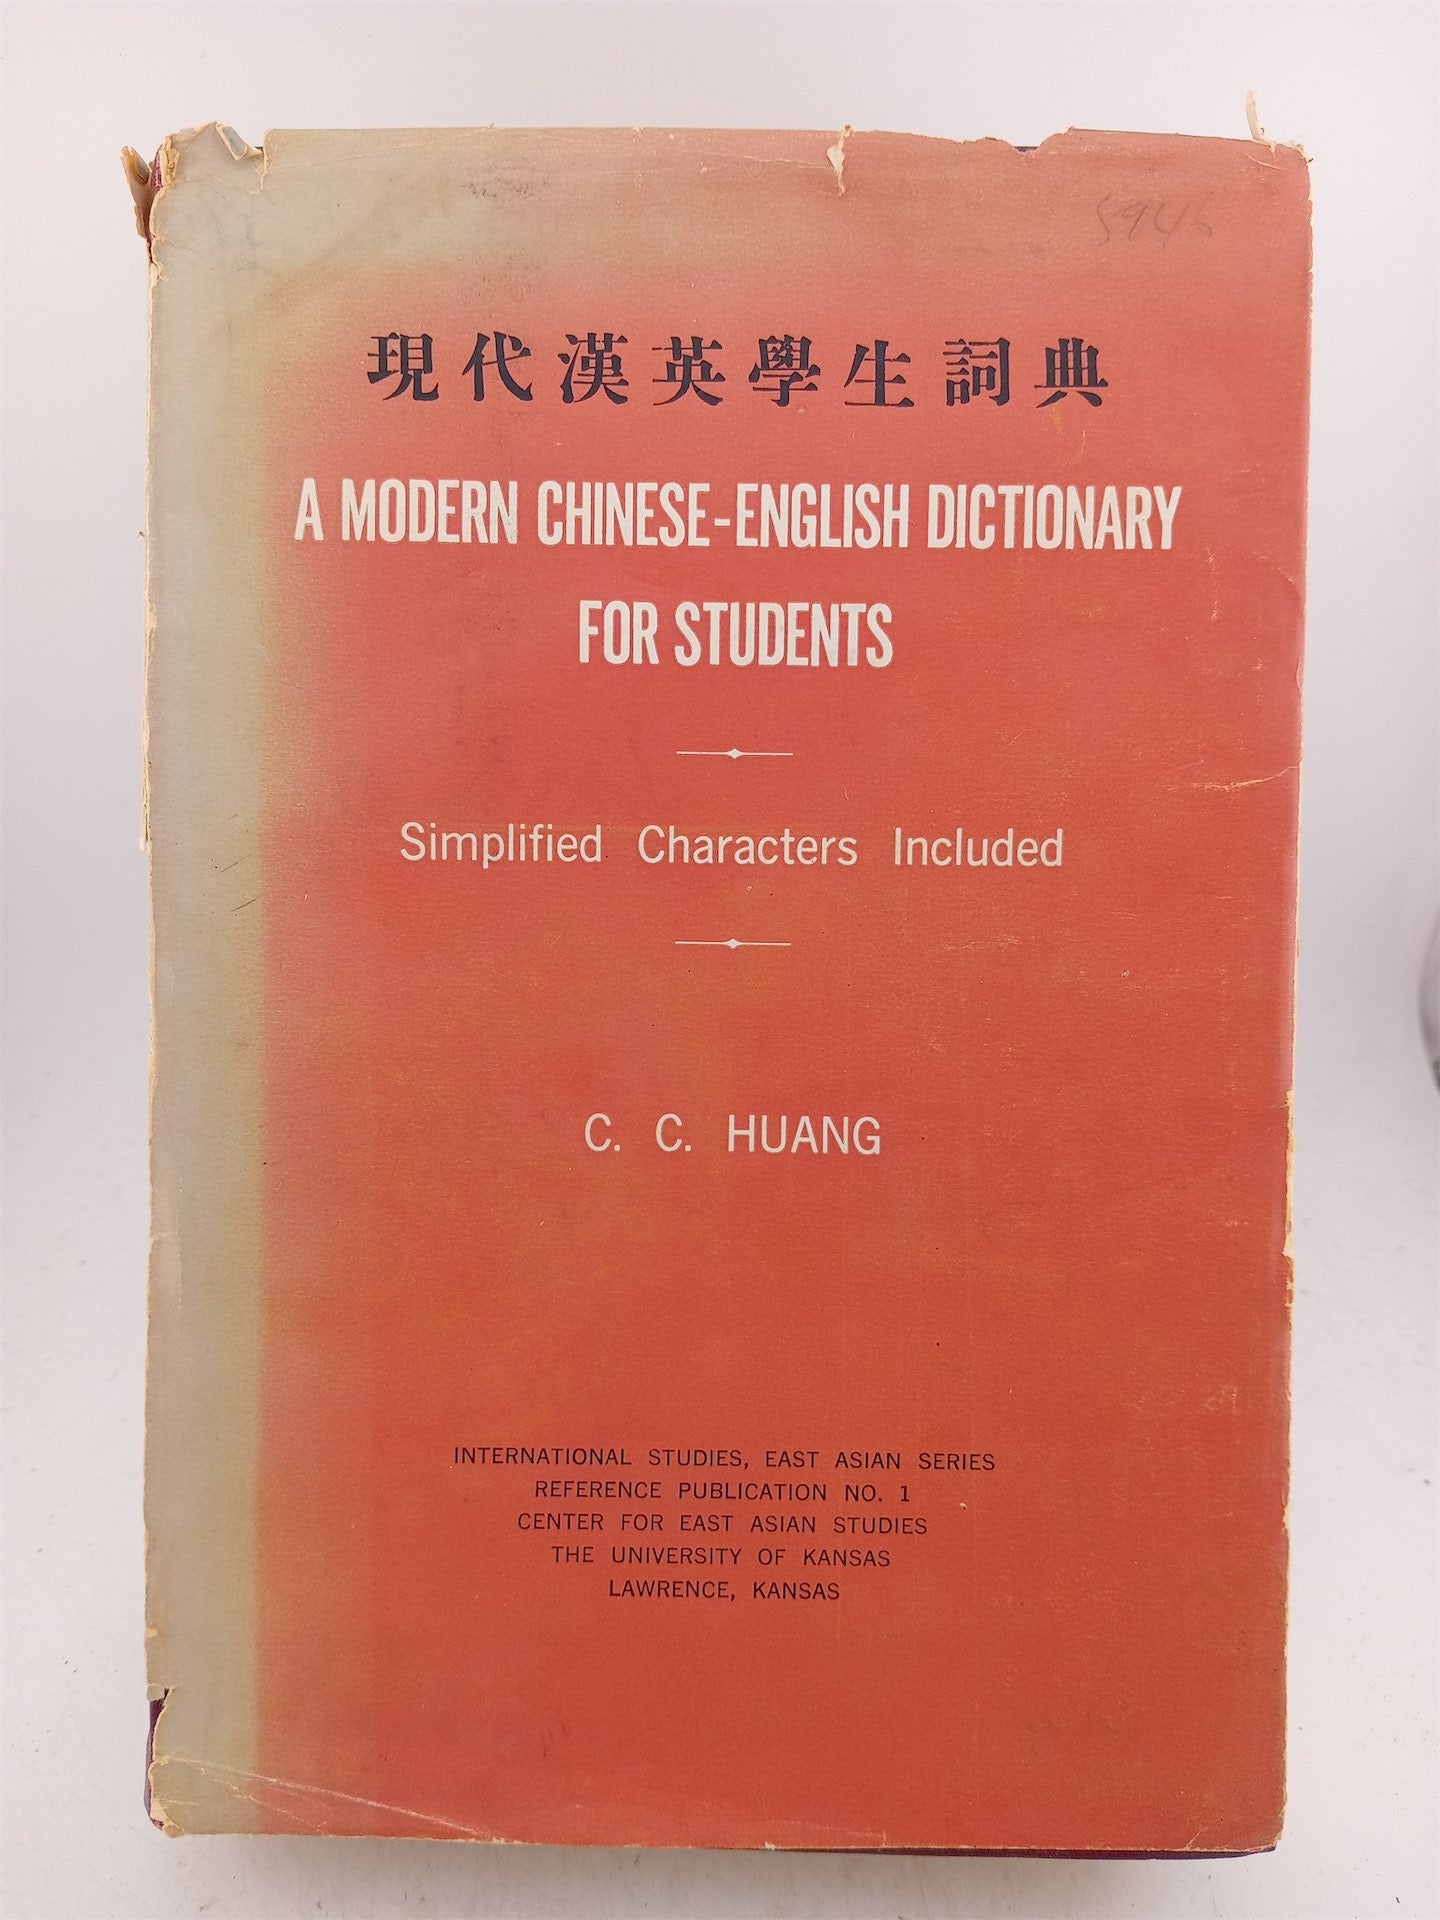 5946
現代漢英學生詞典
A MODERN CHINESE-ENGLISH DICTIONARY
FOR STUDENTS
Simplified Characters Included
C. C. HUANG
INTERNATIONAL STUDIES, EAST ASIAN SERIES
REFERENCE PUBLICATION NO. 1
CENTER FOR EAST ASIAN STUDIES
THE UNIVERSITY OF KANSAS
LAWRENCE, KANSAS